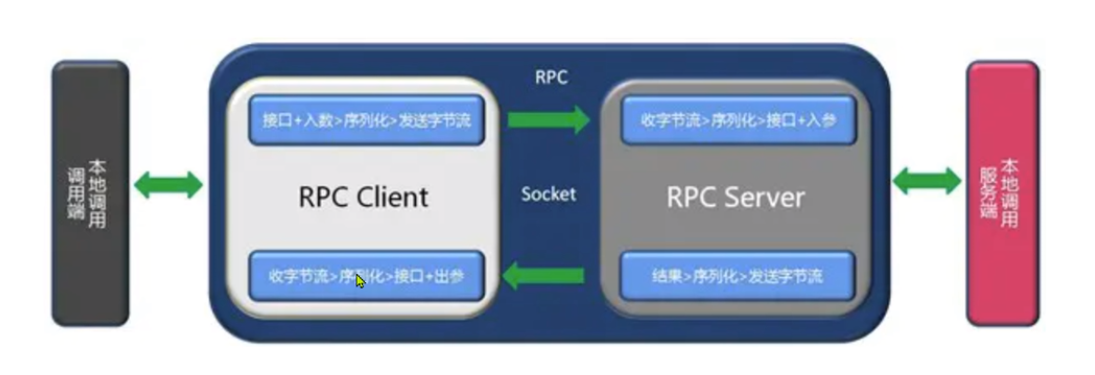 本地调用
调用端
接口+入数>序列化>发送字节流
RPC Client
收字节流>序列化>接口+出参
RPC
Socket
收字节流>序列化>接口+入参
RPC Server
结果>序列化>发送字节流
本地调用
服务端